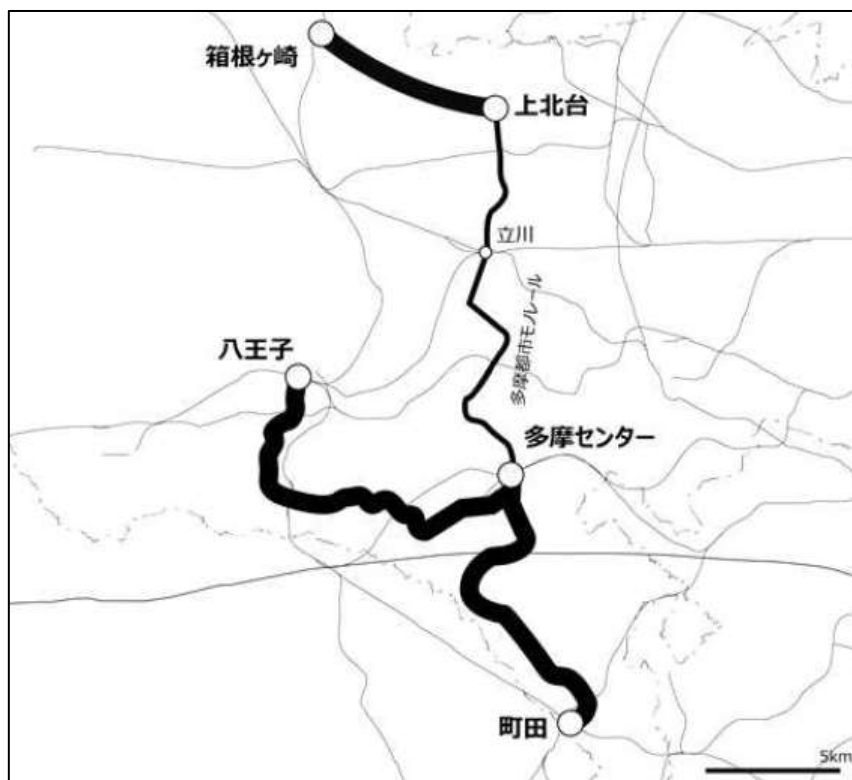 箱根ヶ崎
上北台
立川
多摩都市モノレール
八王子
多摩センター
町田
5km